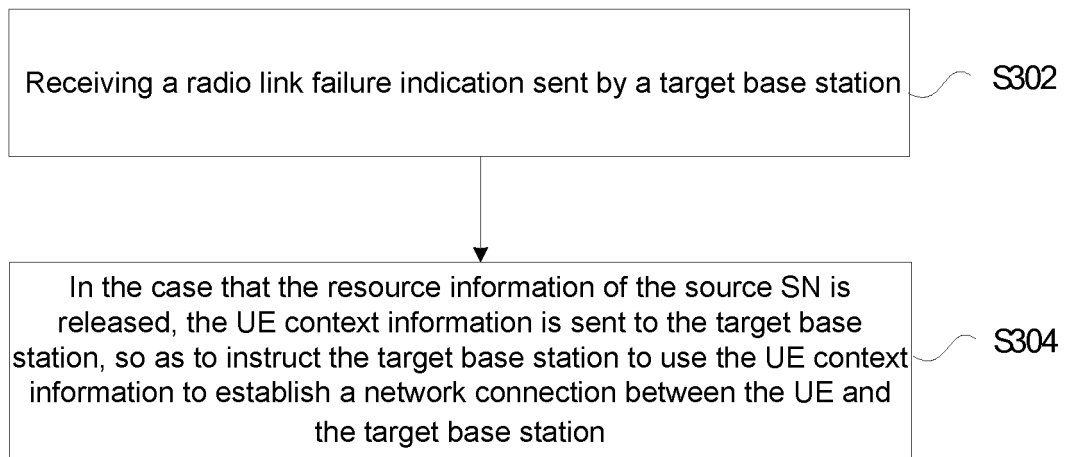 Receiving a radio link failure indication sent by a target base station
S302
In the case that the resource information of the source SN is
released, the UE context information is sent to the target base
station, so as to instruct the target base station to use the UE context
information to establish a network connection between the UE and
the target base station
S304